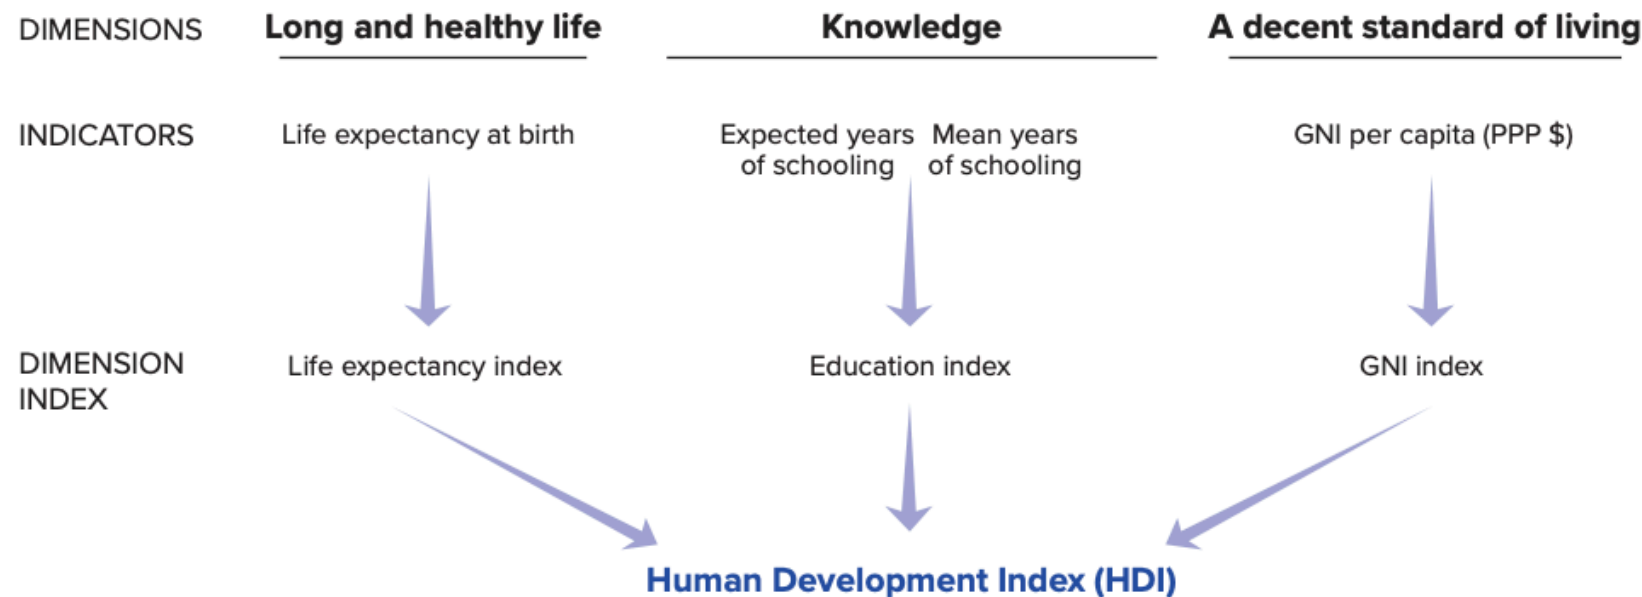 DIMENSIONS Long and healthy life Knowledge A decent standard of living
INDICATORS Life expectancy at birth Expected years Mean years GNI per capita (PPP $)
of schooling of schooling
DIMENSION Life expectancy index Education index GNI index
INDEX
Human Development Index (HDI)